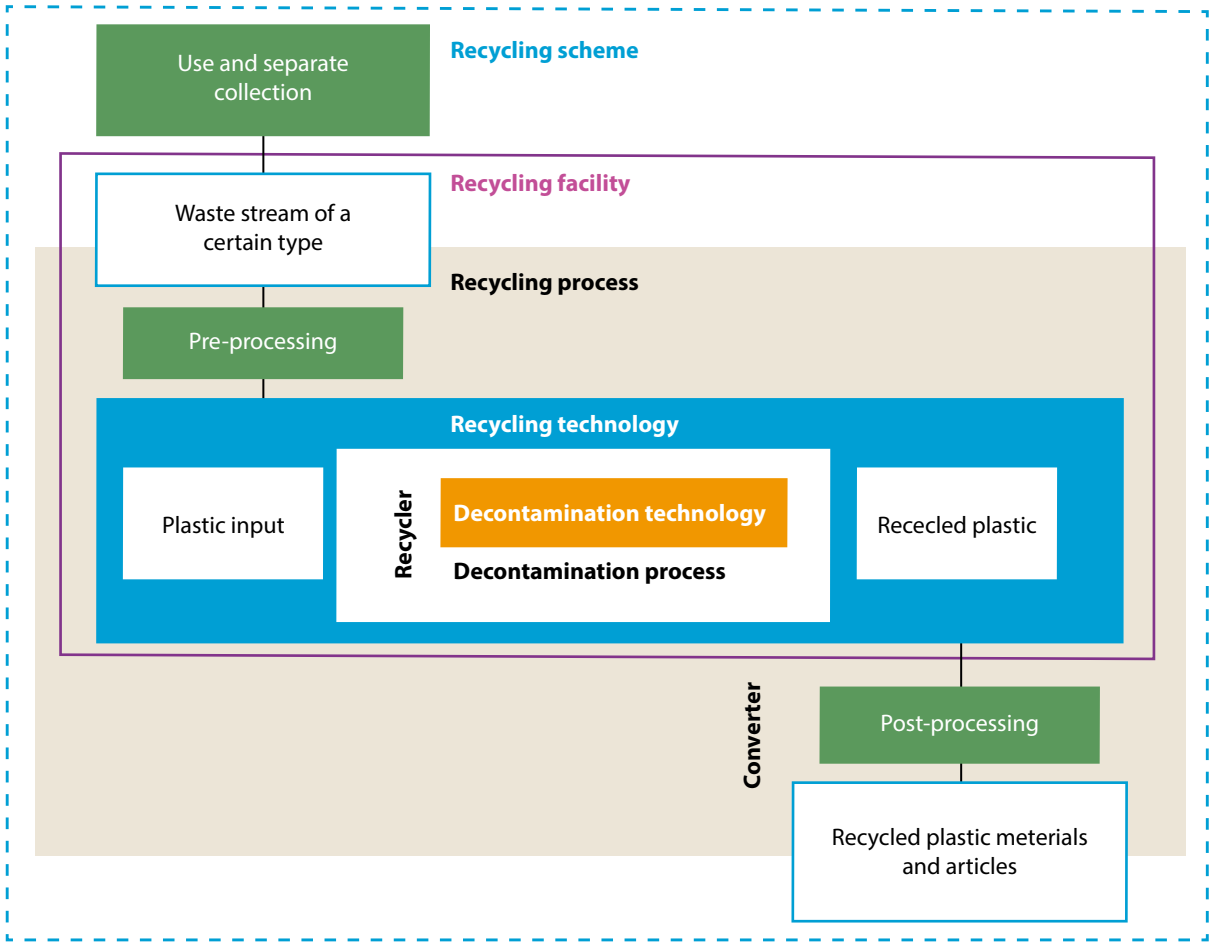 Use and separate
collection
Recycling scheme
Recycling facility
Waste stream of a
certain type
Recycling process
Pre-processing
Recycling technology
Plastic input
Recycler
Decontamination technology
Decontamination process
Rececled plastic
Converter
Post-processing
Recycled plastic meterials
and articles